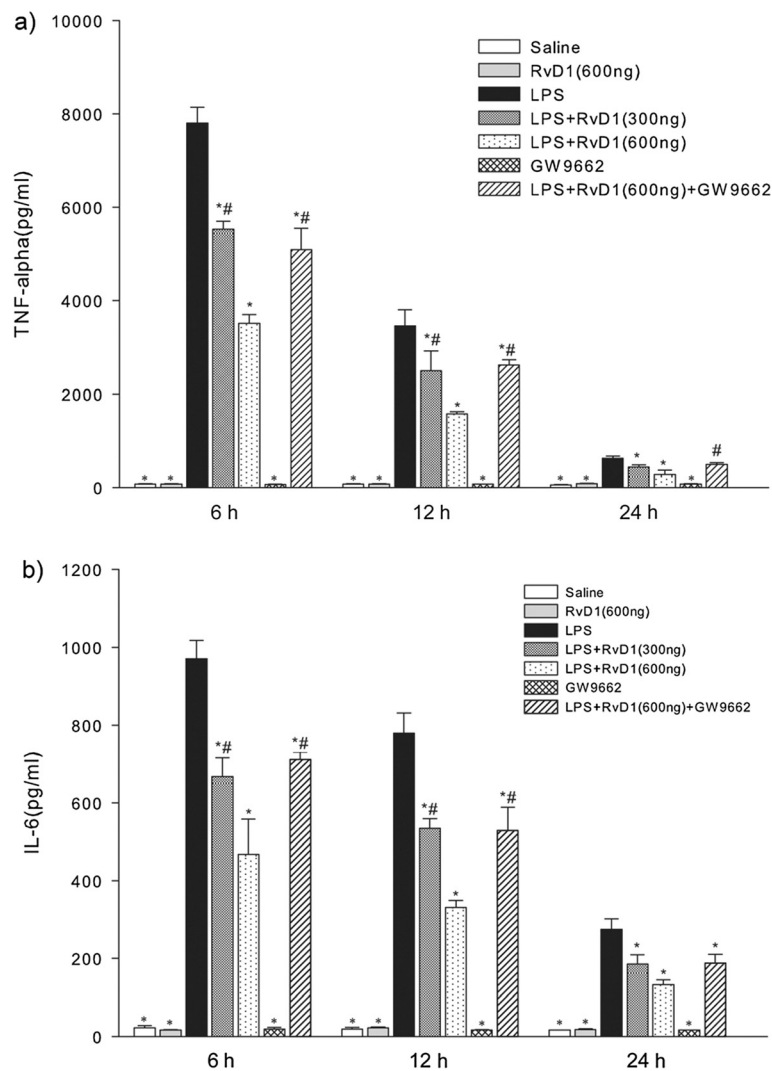 a)
10000
8000
6000
4000
2000
0
TNF-alpha(pg/ml)
Saline
RvD1(600ng)
LPS
LPS+RvD1(300ng)
LPS+RvD1(600ng)
GW9662
LPS+RvD1(600ng)+GW9662
* * *# * * *#
* * *# * * *#
* * * * * #
6 h 12 h 24 h
b)
1200
1000
800
600
400
200
0
IL-6(pg/ml)
Saline
RvD1(600ng)
LPS
LPS+RvD1(300ng)
LPS+RvD1(600ng)
GW9662
LPS+RvD1(600ng)+GW9662
* * *# * * *#
* * *# * * *#
* * * * * *
6 h 12 h 24 h